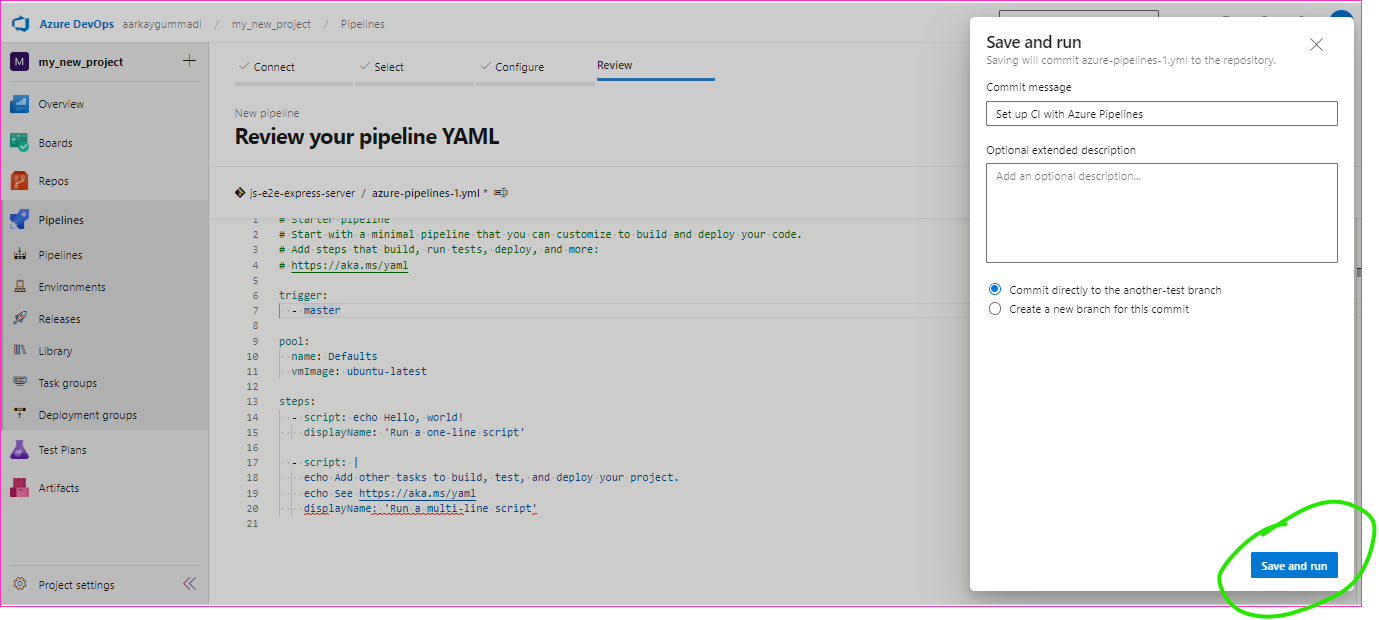 Azure DevOps aarkaygummadi / my_new_project / Pipelines
M my_new_project
Overview
Boards
Repos
Pipelines
Pipelines
Environments
Releases
Library
Task groups
Deployment groups
Test Plans
Artifacts
Project settings
Connect Select Configure Review
New pipeline
Review your pipeline YAML
js-e2e-express-server / azure-pipelines-1.yml *
1 # Starter pipeline
2 # Start with a minimal pipeline that you can customize to build and deploy your code.
3 # Add steps that build, run tests, deploy, and more:
4 # https://aka.ms/yaml
5
6 trigger:
7 - master
8
9 pool:
10 name: Defaults
11 vmImage: ubuntu-latest
12
13 steps:
14 - script: echo Hello, world!
15 displayName: 'Run a one-line script'
16
17 - script: |
18 echo Add other tasks to build, test, and deploy your project.
19 echo See https://aka.ms/yaml
20 displayName: 'Run a multi-line script'
21
Save and run
Saving will commit azure-pipelines-1.yml to the repository.
Commit message
Set up CI with Azure Pipelines
Optional extended description
Add an optional description...
Commit directly to the another-test branch
Create a new branch for this commit
Save and run